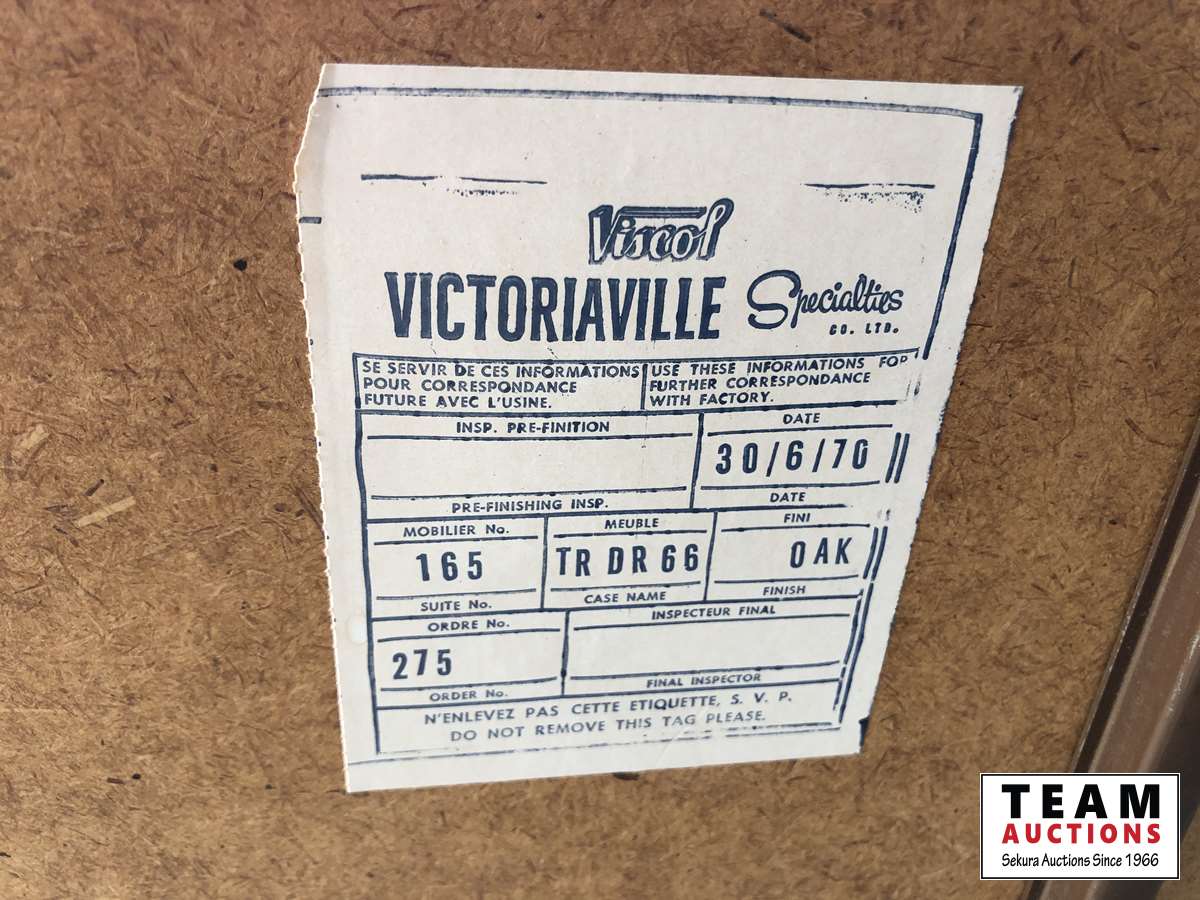 Viscol
VICTORIAVILLE Specialties
CO. LTD.
SE SERVIR DE CES INFORMATIONS
POUR CORRESPONDANCE
FUTURE AVEC L'USINE.
USE THESE INFORMATIONS FOR
FURTHER CORRESPONDANCE
WITH FACTORY.
INSP. PRE-FINITION
PRE-FINISHING INSP.
DATE
30/6/70
DATE
MOBILIER No.
165
SUITE No.
MEUBLE
TR DR 66
CASE NAME
FINI
OAK
FINISH
ORDRE No.
275
ORDER No.
INSPECTEUR FINAL
FINAL INSPECTOR
N'ENLEVEZ PAS CETTE ETIQUETTE, S. V. P.
DO NOT REMOVE THIS TAG PLEASE.
TEAM
AUCTIONS
Sekura Auctions Since 1966